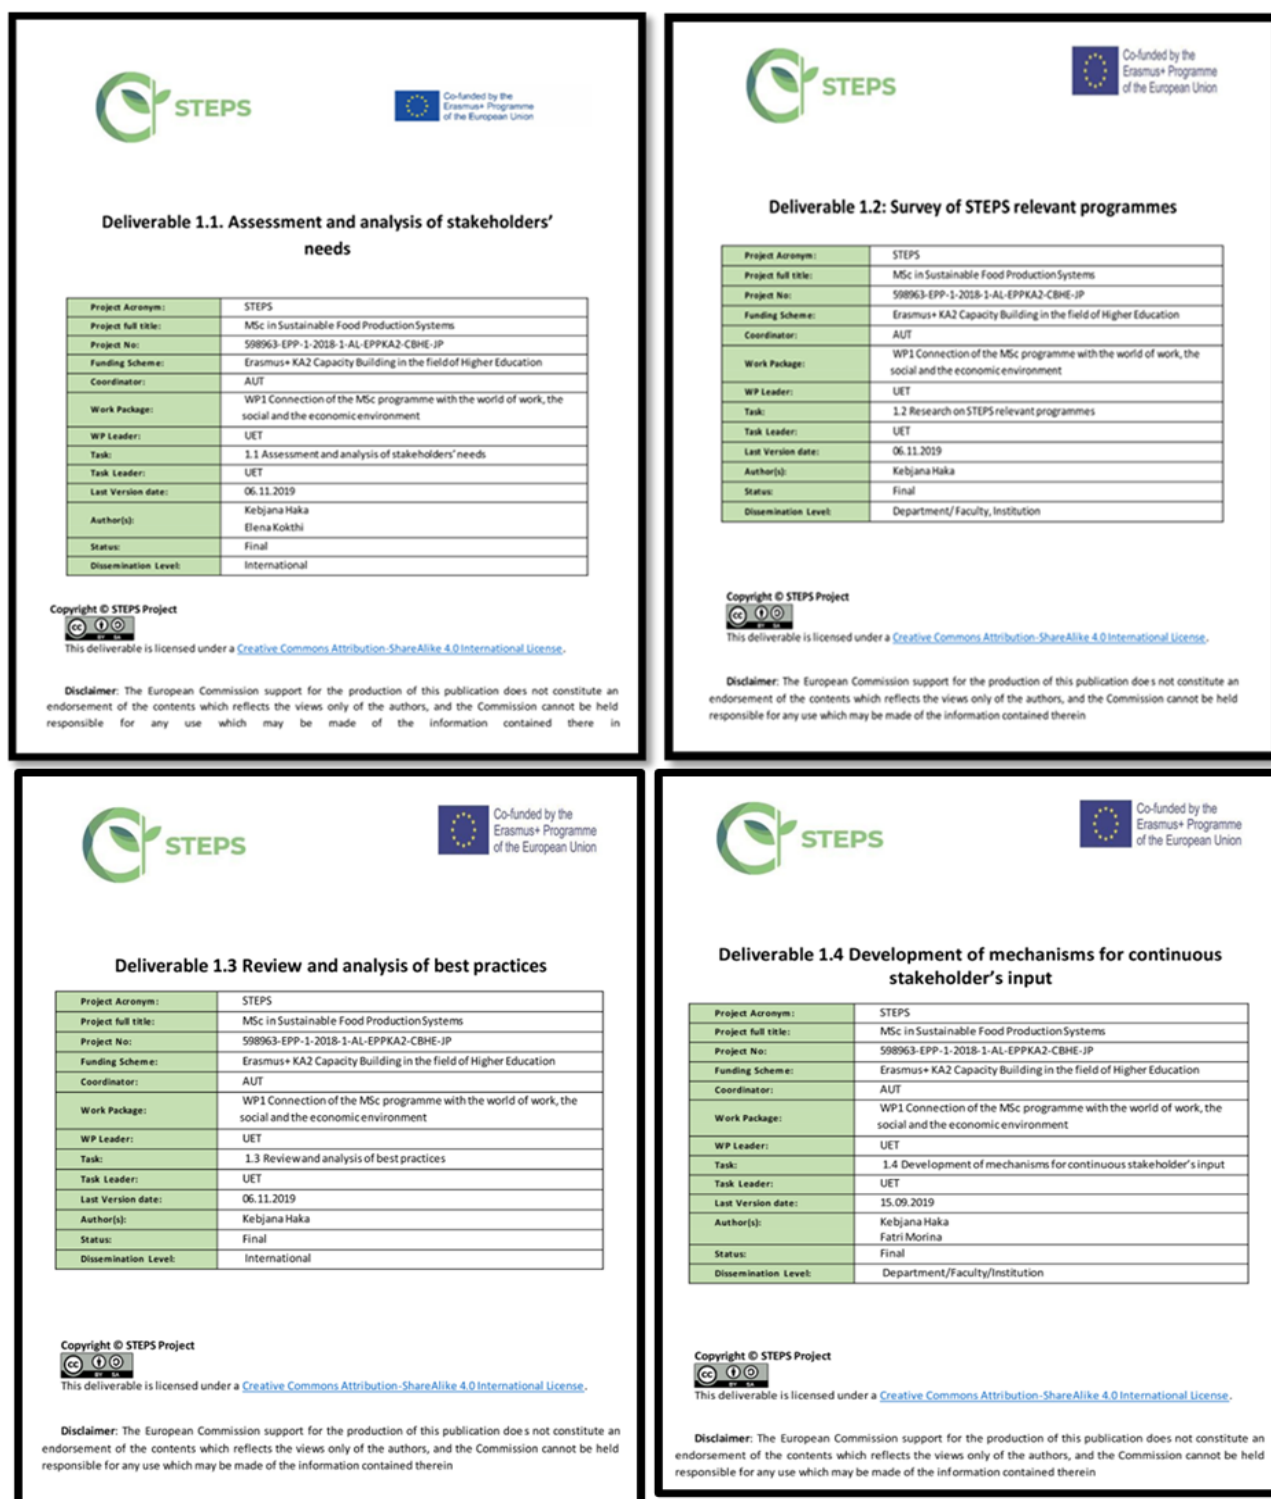 STEPS
Co-funded by the
Erasmus+ Programme
of the European Union
Deliverable 1.1. Assessment and analysis of stakeholders'
needs
Project Acronym: STEPS
Project full title: MSc in Sustainable Food Production Systems
Project No: 598963-EPP-1-2018-1-AL-EPPKA2-CBHE-JP
Funding Scheme: Erasmus+ KA2 Capacity Building in the field of Higher Education
Coordinator: AUT
Work Package: WP1 Connection of the MSc programme with the world of work, the
social and the economic environment
WP Leader: UET
Task: 1.1 Assessment and analysis of stakeholders' needs
Task Leader: UET
Last Version date: 06.11.2019
Author(s): Kebjana Haka
Elena Kokthi
Status: Final
Dissemination Level: International
Copyright © STEPS Project
cc BY SA
This deliverable is licensed under a Creative Commons Attribution-ShareAlike 4.0 International License.
Disclaimer: The European Commission support for the production of this publication does not constitute an
endorsement of the contents which reflects the views only of the authors, and the Commission cannot be held
responsible for any use which may be made of the information contained there in
STEPS
Co-funded by the
Erasmus+ Programme
of the European Union
Deliverable 1.2: Survey of STEPS relevant programmes
Project Acronym: STEPS
Project full title: MSc in Sustainable Food Production Systems
Project No: 598963-EPP-1-2018-1-AL-EPPKA2-CBHE-JP
Funding Scheme: Erasmus+ KA2 Capacity Building in the field of Higher Education
Coordinator: AUT
Work Package: WP1 Connection of the MSc programme with the world of work, the
social and the economic environment
WP Leader: UET
Task: 1.2 Research on STEPS relevant programmes
Task Leader: UET
Last Version date: 06.11.2019
Author(s): Kebjana Haka
Status: Final
Dissemination Level: Department/ Faculty, Institution
Copyright © STEPS Project
cc BY SA
This deliverable is licensed under a Creative Commons Attribution-ShareAlike 4.0 International License.
Disclaimer: The European Commission support for the production of this publication does not constitute an
endorsement of the contents which reflects the views only of the authors, and the Commission cannot be held
responsible for any use which may be made of the information contained therein
STEPS
Co-funded by the
Erasmus+ Programme
of the European Union
Deliverable 1.3 Review and analysis of best practices
Project Acronym: STEPS
Project full title: MSc in Sustainable Food Production Systems
Project No: 598963-EPP-1-2018-1-AL-EPPKA2-CBHE-JP
Funding Scheme: Erasmus+ KA2 Capacity Building in the field of Higher Education
Coordinator: AUT
Work Package: WP1 Connection of the MSc programme with the world of work, the
social and the economic environment
WP Leader: UET
Task: 1.3 Review and analysis of best practices
Task Leader: UET
Last Version date: 06.11.2019
Author(s): Kebjana Haka
Status: Final
Dissemination Level: International
Copyright © STEPS Project
cc BY SA
This deliverable is licensed under a Creative Commons Attribution-ShareAlike 4.0 International License.
Disclaimer: The European Commission support for the production of this publication does not constitute an
endorsement of the contents which reflects the views only of the authors, and the Commission cannot be held
responsible for any use which may be made of the information contained therein
STEPS
Co-funded by the
Erasmus+ Programme
of the European Union
Deliverable 1.4 Development of mechanisms for continuous
stakeholder's input
Project Acronym: STEPS
Project full title: MSc in Sustainable Food Production Systems
Project No: 598963-EPP-1-2018-1-AL-EPPKA2-CBHE-JP
Funding Scheme: Erasmus+ KA2 Capacity Building in the field of Higher Education
Coordinator: AUT
Work Package: WP1 Connection of the MSc programme with the world of work, the
social and the economic environment
WP Leader: UET
Task: 1.4 Development of mechanisms for continuous stakeholder's input
Task Leader: UET
Last Version date: 15.09.2019
Author(s): Kebjana Haka
Fatri Morina
Status: Final
Dissemination Level: Department/Faculty/Institution
Copyright © STEPS Project
cc BY SA
This deliverable is licensed under a Creative Commons Attribution-ShareAlike 4.0 International License.
Disclaimer: The European Commission support for the production of this publication does not constitute an
endorsement of the contents which reflects the views only of the authors, and the Commission cannot be held
responsible for any use which may be made of the information contained therein